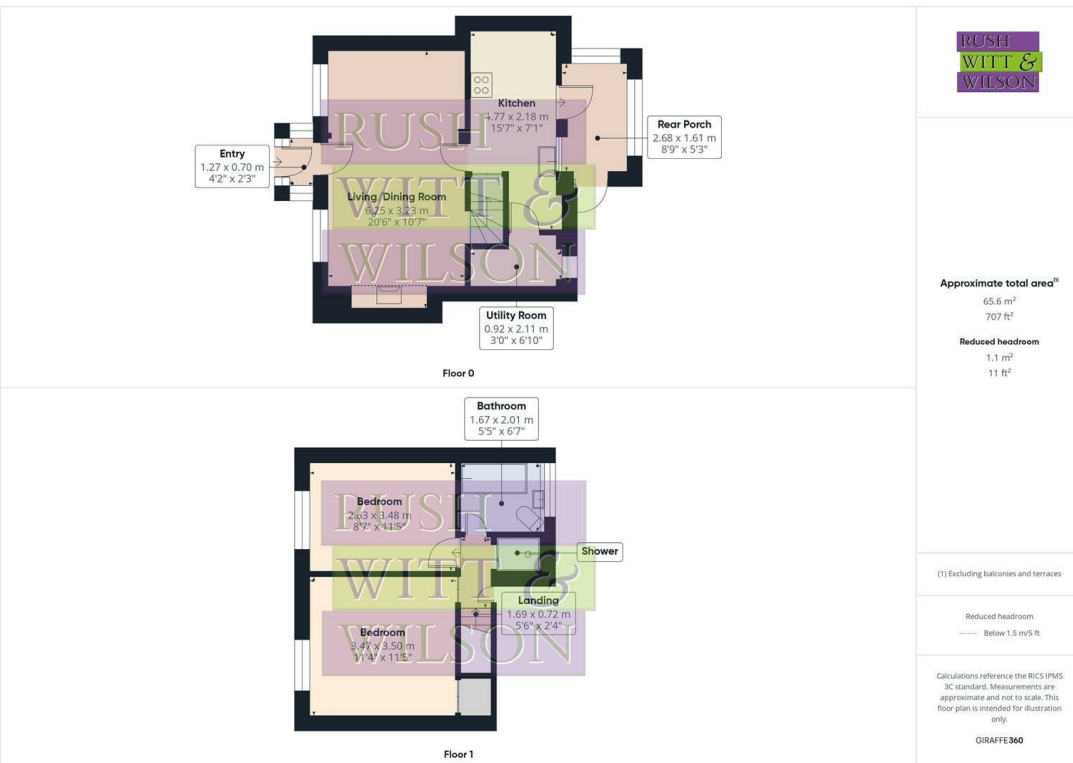 RUSH
WITT &
WILSON
Kitchen
4.77 x 2.18 m
15'7" x 7'1"
Rear Porch
2.68 x 1.61 m
8'9" x 5'3"
Entry
1.27 x 0.70 m
4'2" x 2'3"
Living/Dining Room
6.25 x 3.23 m
20'6" x 10'7"
RUSH
WITT &
WILSON
Utility Room
0.92 x 2.11 m
3'0" x 6'10"
Floor 0
Approximate total area(1)
65.6 m²
707 ft²
Reduced headroom
1.1 m²
11 ft²
Bathroom
1.67 x 2.01 m
5'5" x 6'7"
Bedroom
2.63 x 3.48 m
8'7" x 11'5"
Shower
Landing
1.69 x 0.72 m
5'6" x 2'4"
Bedroom
3.47 x 3.50 m
11'4" x 11'5"
RUSH
WITT &
WILSON
Floor 1
(1) Excluding balconies and terraces
Reduced headroom
Below 1.5 m/5 ft
Calculations reference the RICS IPMS
3C standard. Measurements are
approximate and not to scale. This
floor plan is intended for illustration
only.
GIRAFFE360